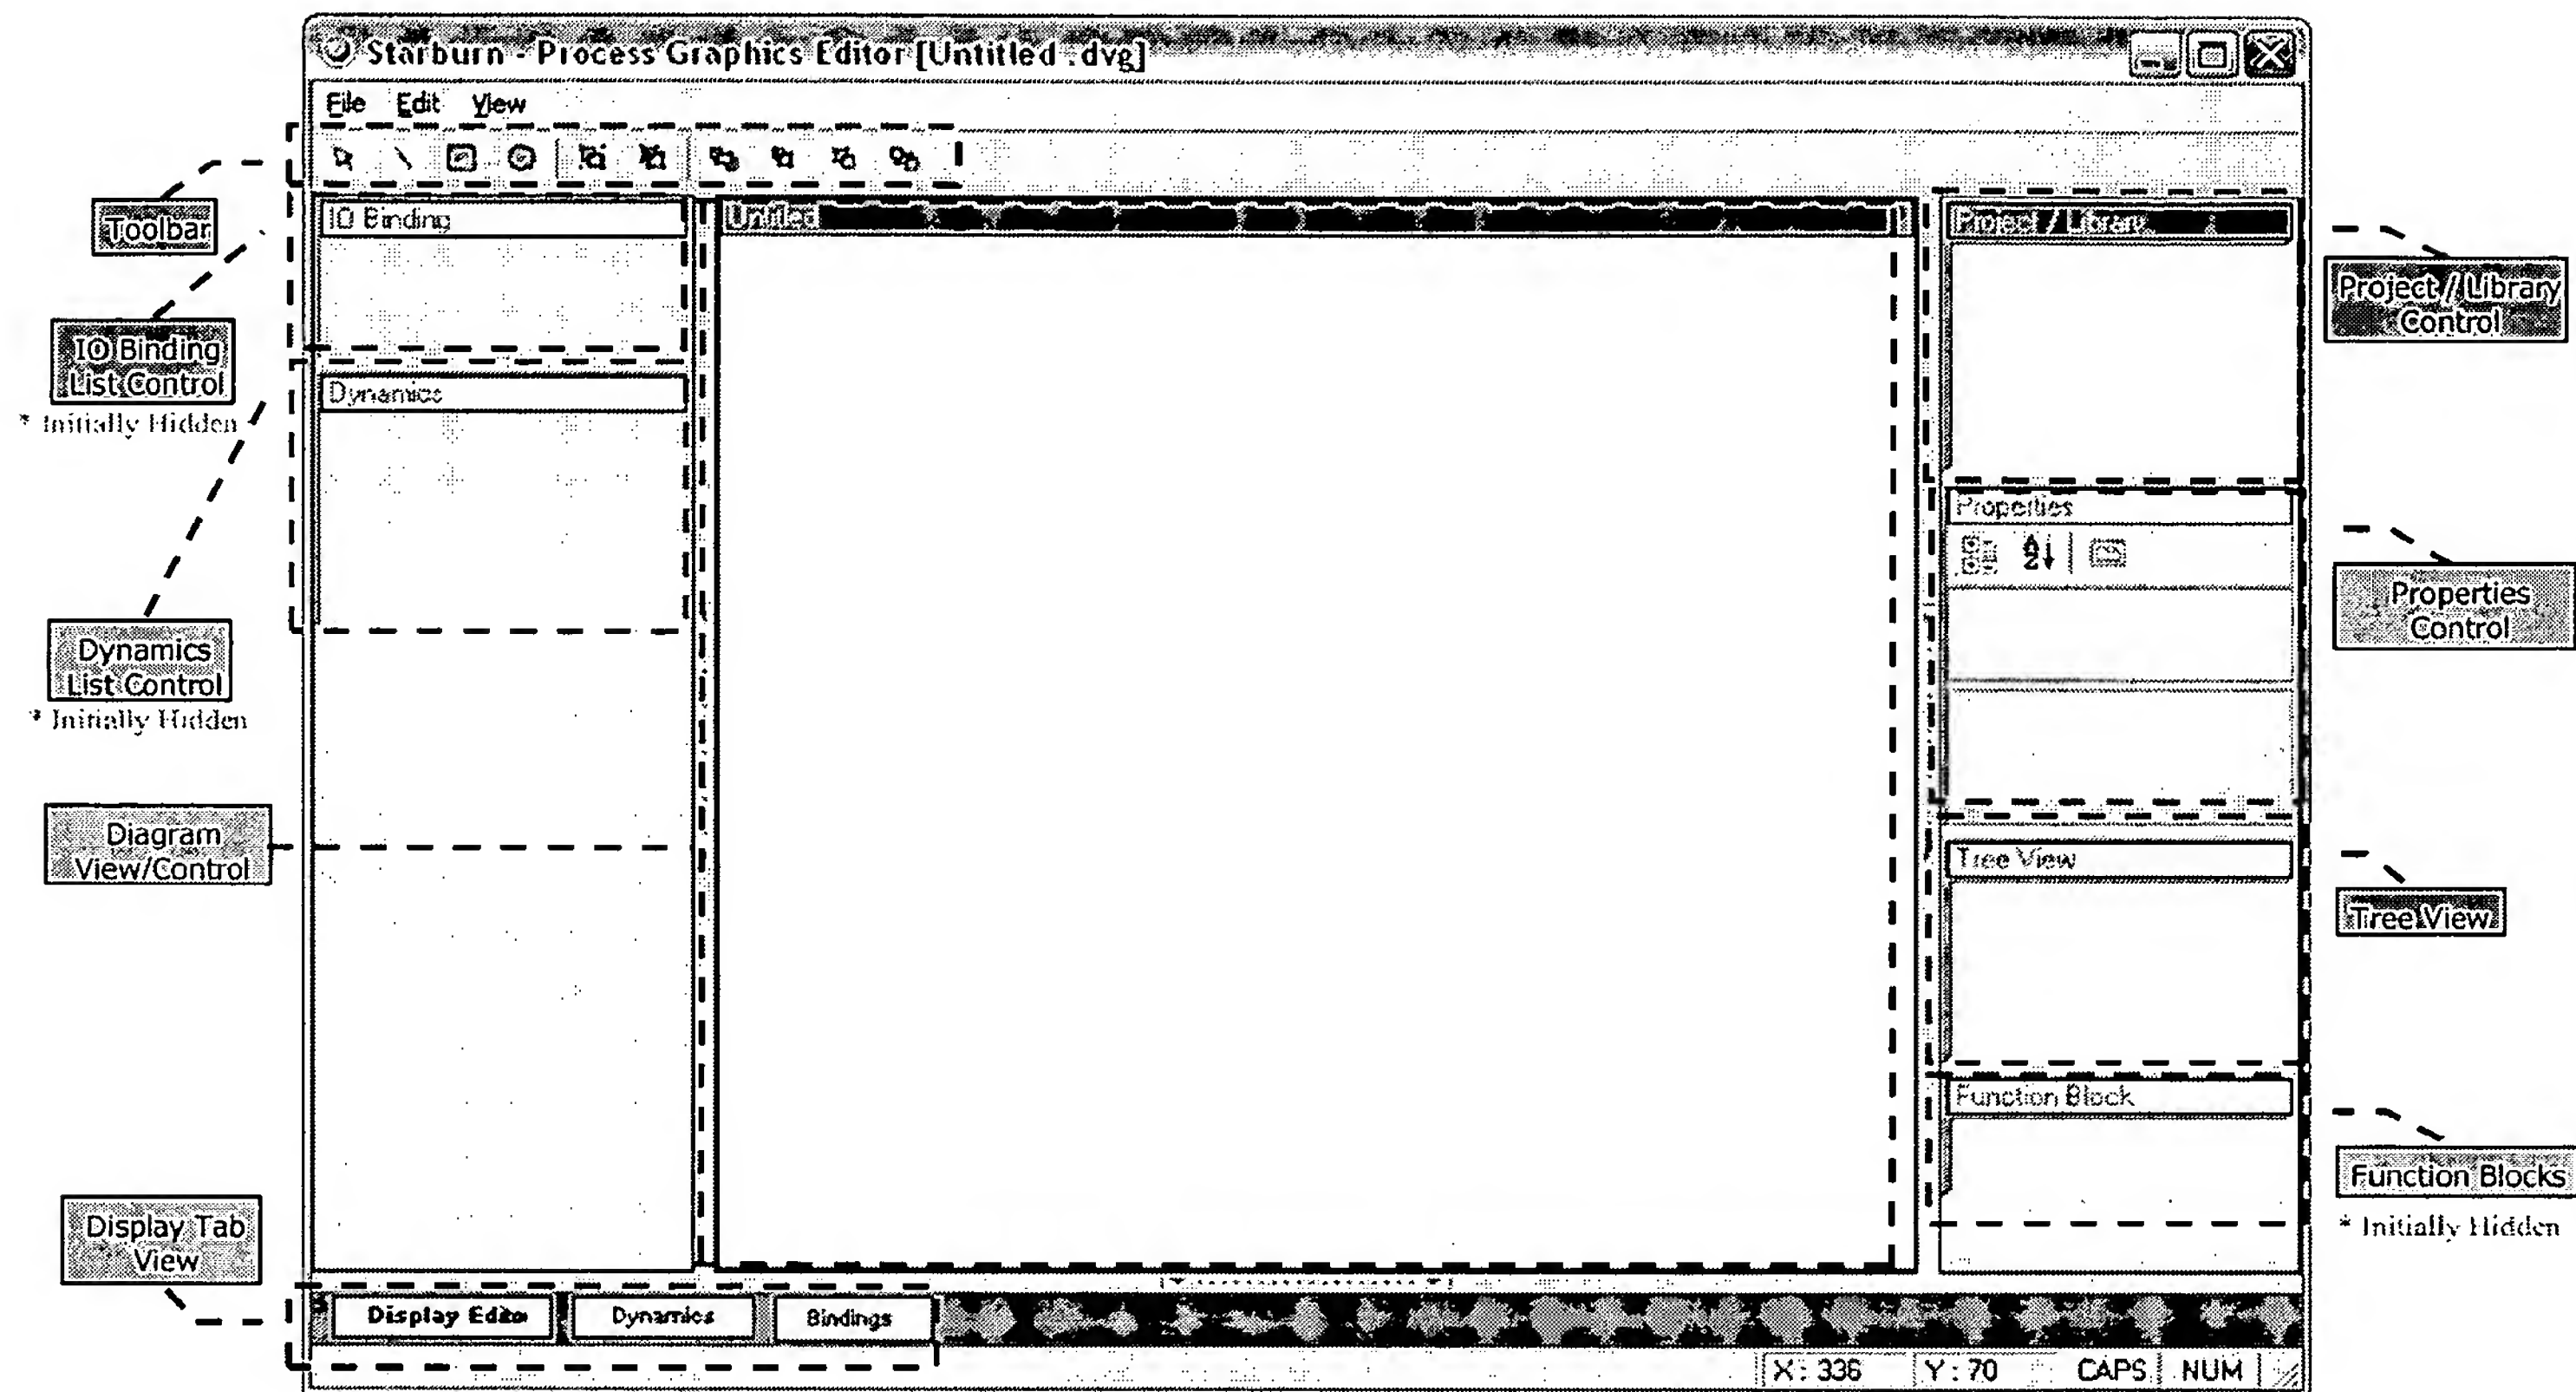 Starburn - Process Graphics Editor [Untitled .dvg]
File Edit View
Toolbar
IO Binding
List Control
* Initially Hidden
Dynamics
List Control
* Initially Hidden
Diagram
View/Control
Display Tab
View
IO Binding
Dynamics
Untitled
Project / Library
Properties
Tree View
Function Block
Project / Library
Control
Properties
Control
Tree View
Function Blocks
* Initially Hidden
Display Editor Dynamics Bindings
X: 336 Y: 70 CAPS NUM